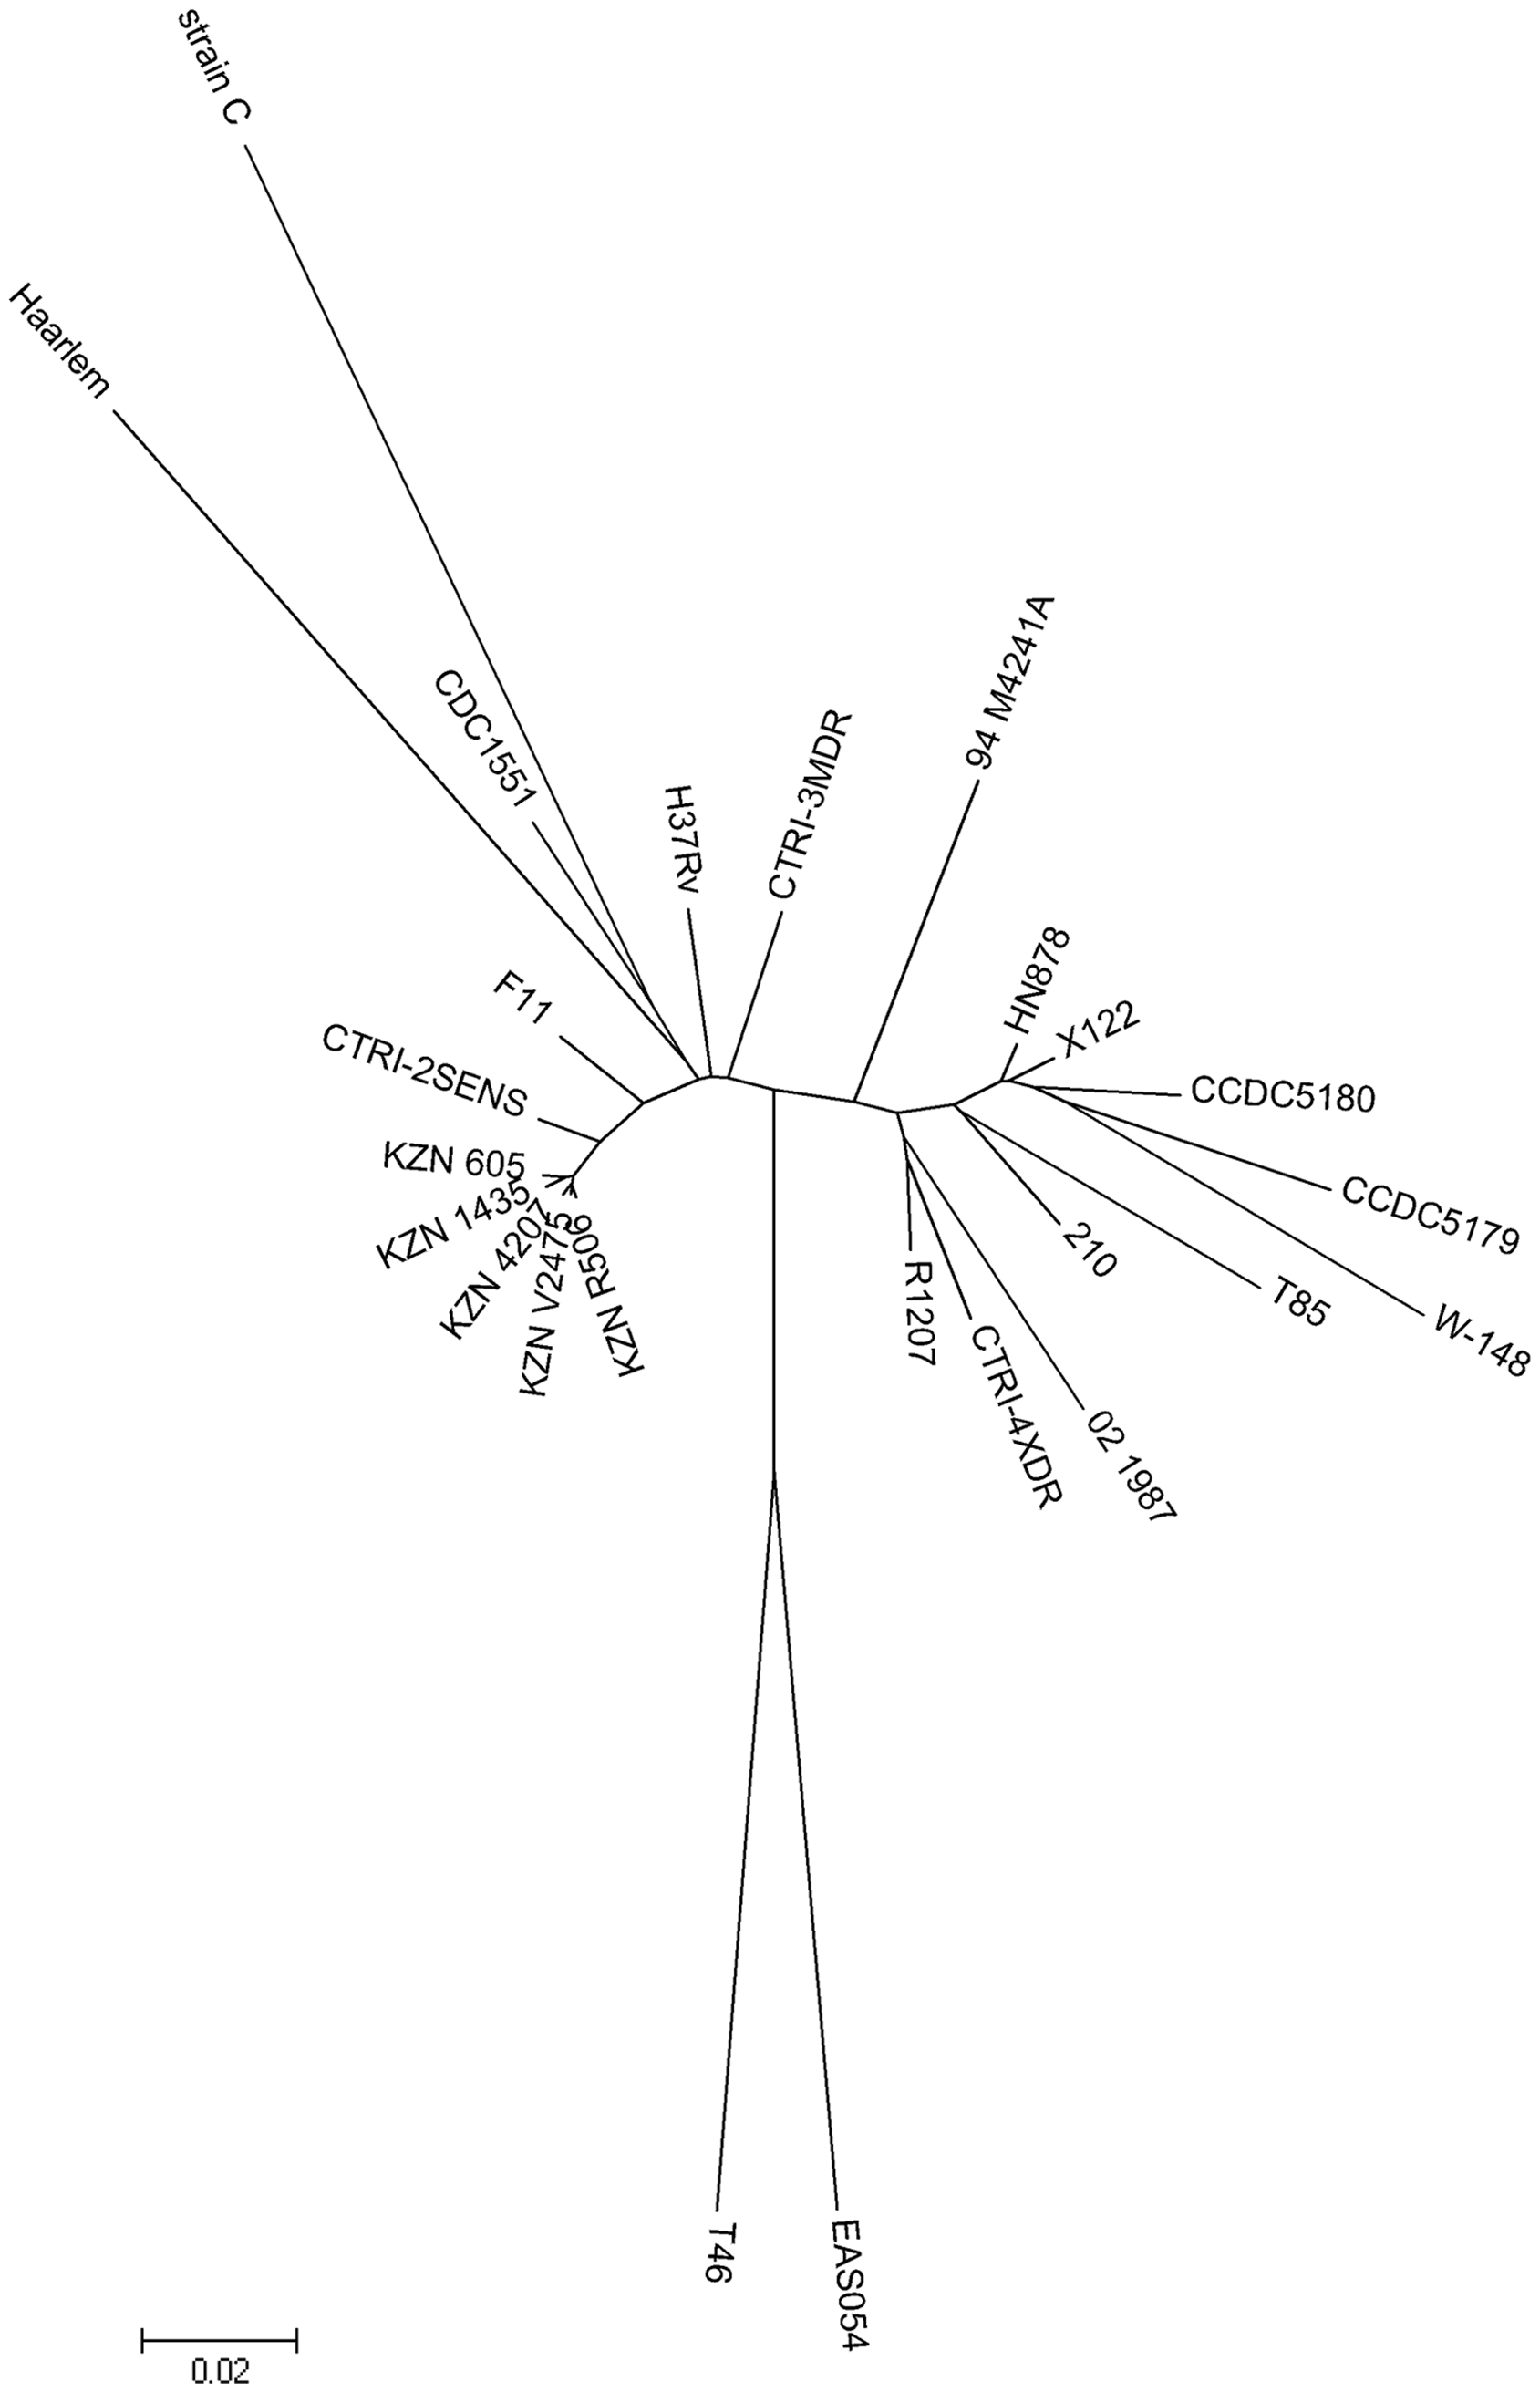 strain C
Haarlem
94 M4241A
CDC1551
CTRI-3MDR
H37Rv
HN878
F11
X122
CTRI-2SENS
CCDC5180
KZN 605
CCDC5179
KZN 1435
KZN 4207
KZN V2475
KZN R506
210
T85
W-148
R1207
CTRI-4XDR
02 1987
T46
EAS054
0.02